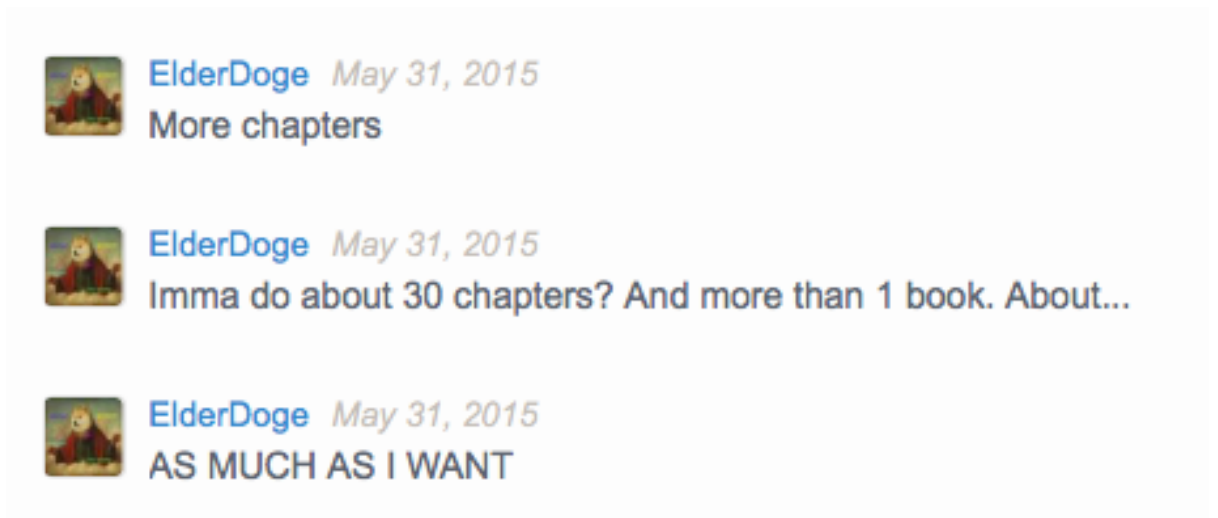 ElderDoge May 31, 2015
More chapters
ElderDoge May 31, 2015
Imma do about 30 chapters? And more than 1 book. About...
ElderDoge May 31, 2015
AS MUCH AS I WANT